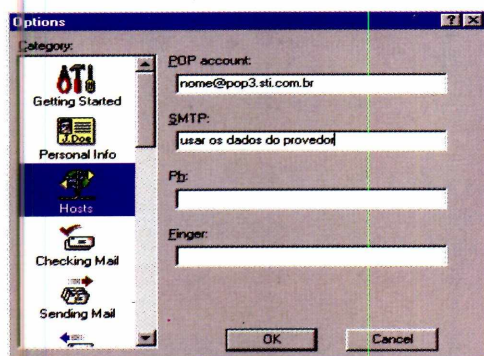 Options
Category:
Getting Started
J.Doe
Personal Info
Hosts
Checking Mail
Sending Mail
POP account:
nome@pop3.sti.com.br
SMTP:
usar os dados do provedor
Ph:
Finger:
OK
Cancel